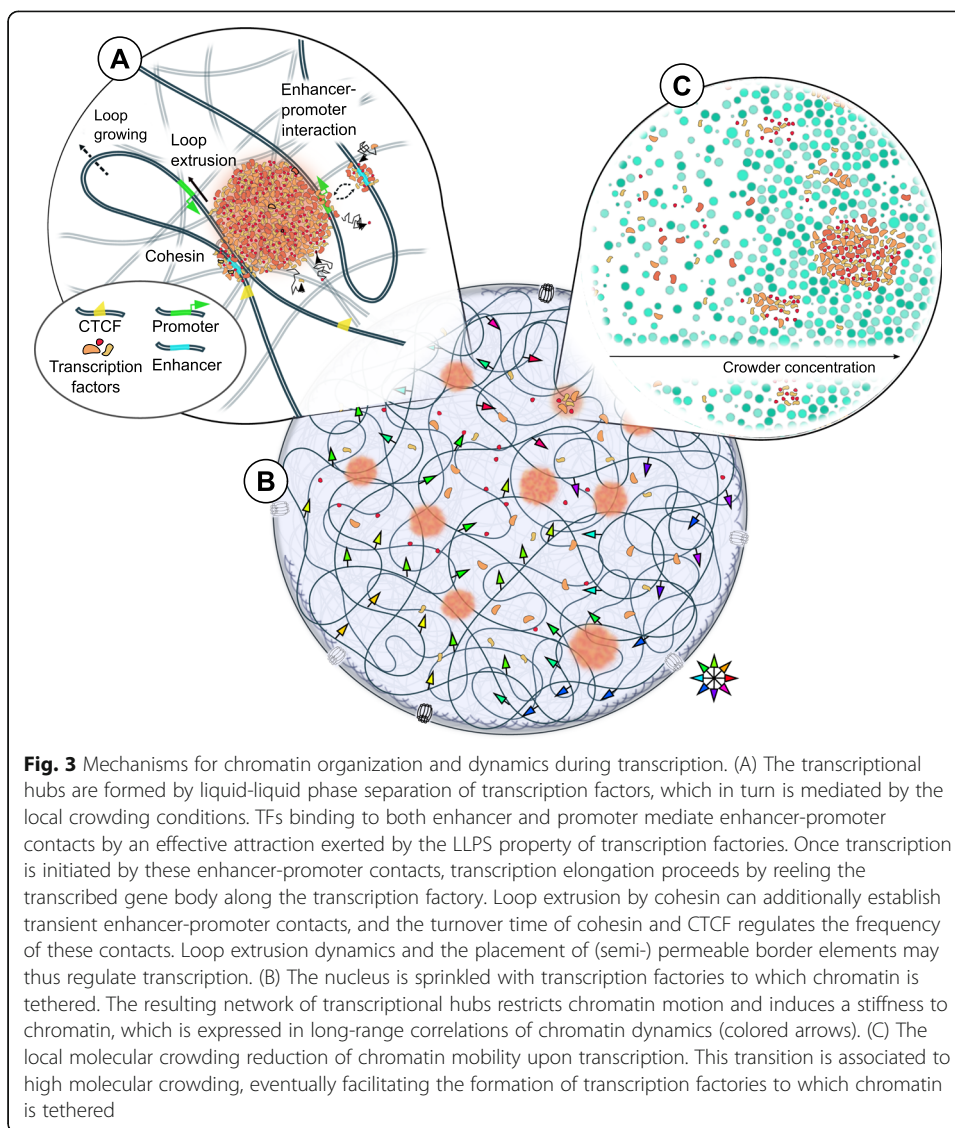 A
Loop
growing
Loop
extrusion
Enhancer-
promoter
interaction
Cohesin
CTCF
Promoter
Transcription
factors
Enhancer
C
Crowder concentration
B
Fig. 3 Mechanisms for chromatin organization and dynamics during transcription. (A) The transcriptional
hubs are formed by liquid-liquid phase separation of transcription factors, which in turn is mediated by the
local crowding conditions. TFs binding to both enhancer and promoter mediate enhancer-promoter
contacts by an effective attraction exerted by the LLPS property of transcription factories. Once transcription
is initiated by these enhancer-promoter contacts, transcription elongation proceeds by reeling the
transcribed gene body along the transcription factory. Loop extrusion by cohesin can additionally establish
transient enhancer-promoter contacts, and the turnover time of cohesin and CTCF regulates the frequency
of these contacts. Loop extrusion dynamics and the placement of (semi-) permeable border elements may
thus regulate transcription. (B) The nucleus is sprinkled with transcription factories to which chromatin is
tethered. The resulting network of transcriptional hubs restricts chromatin motion and induces a stiffness to
chromatin, which is expressed in long-range correlations of chromatin dynamics (colored arrows). (C) The
local molecular crowding reduction of chromatin mobility upon transcription. This transition is associated to
high molecular crowding, eventually facilitating the formation of transcription factories to which chromatin
is tethered